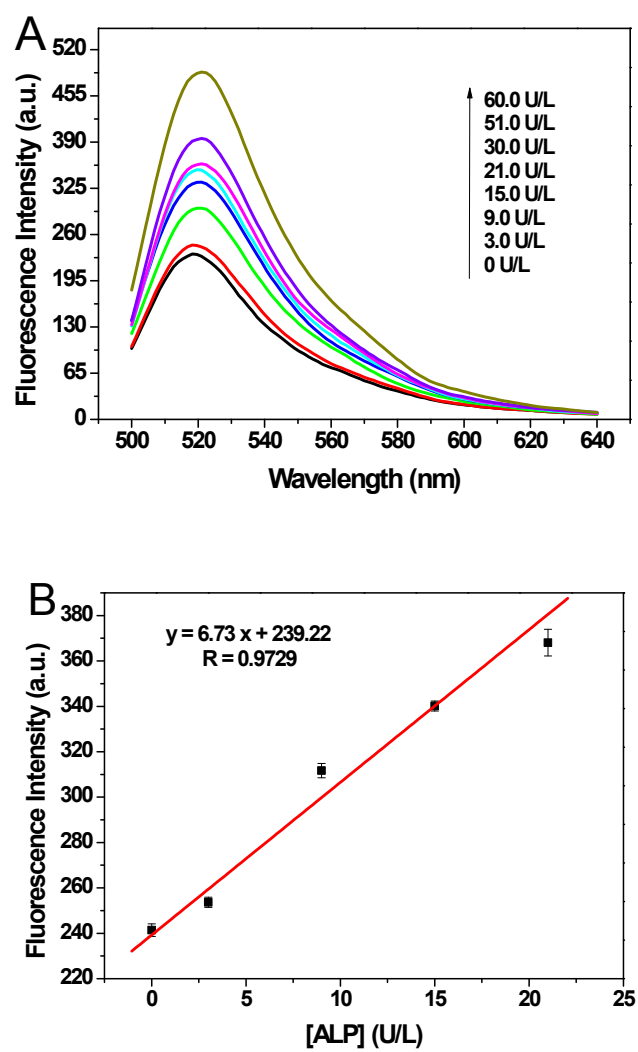 A
520
455
390
325
260
195
130
65
0
Fluorescence Intensity (a.u.)
60.0 U/L
51.0 U/L
30.0 U/L
21.0 U/L
15.0 U/L
9.0 U/L
3.0 U/L
0 U/L
500 520 540 560 580 600 620 640
Wavelength (nm)
B
380
360
340
320
300
280
260
240
220
Fluorescence Intensity (a.u.)
y = 6.73 x + 239.22
R = 0.9729
0 5 10 15 20 25
[ALP] (U/L)